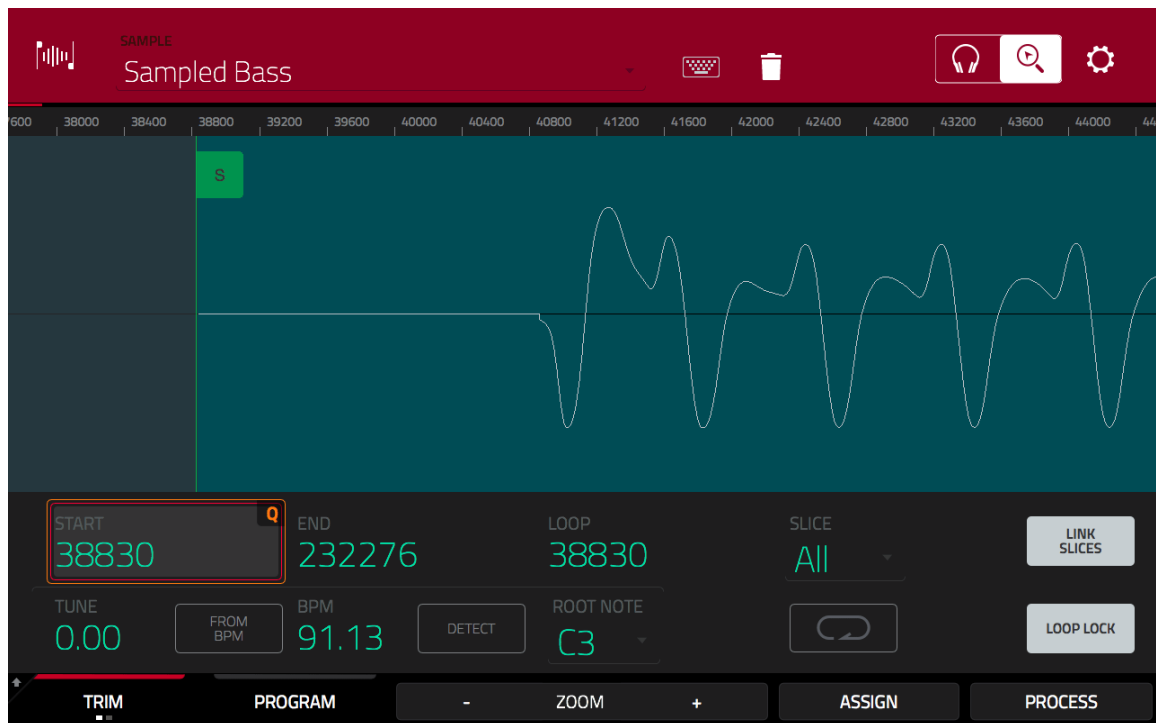 SAMPLE
Sampled Bass
38000 38400 38800 39200 39600 40000 40400 40800 41200 41600 42000 42400 42800 43200 43600 44000
S
START Q END LOOP SLICE LINK SLICES
38830 232276 38830 All
TUNE FROM BPM BPM DETECT ROOT NOTE LOOP LOCK
0.00 91.13 C3
TRIM PROGRAM - ZOOM + ASSIGN PROCESS